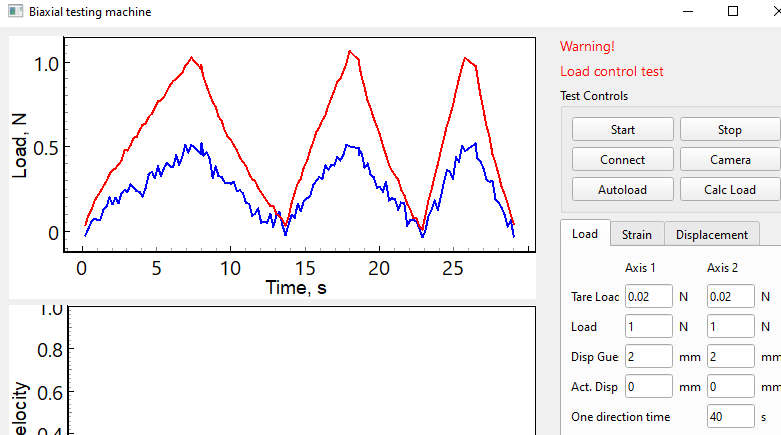 Biaxial testing machine
Load, N
1.0
0.5
0
0 5 10 15 20 25
Time, s
1.0
0.8
0.6
0.4
elocity
Warning!
Load control test
Test Controls
Start Stop
Connect Camera
Autoload Calc Load
Load Strain Displacement
Axis 1 Axis 2
Tare Loac 0.02 N 0.02 N
Load 1 N 1 N
Disp Gue 2 mm 2 mm
Act. Disp 0 mm 0 mm
One direction time 40 s